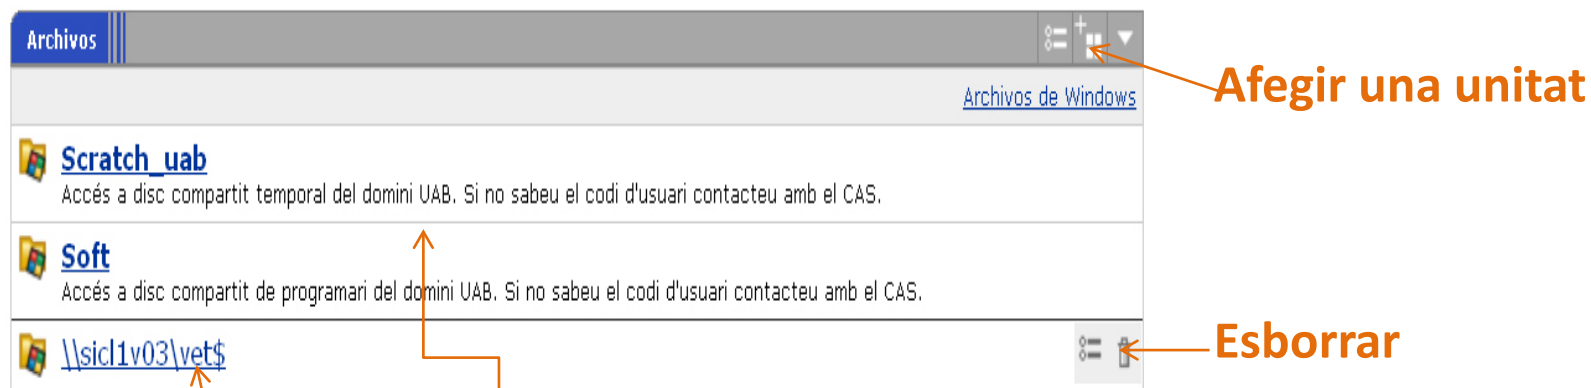 Archivos
Afegir una unitat
Archivos de Windows
Scratch_uab
Accés a disc compartit temporal del domini UAB. Si no sabeu el codi d'usuari contacteu amb el CAS.
Soft
Accés a disc compartit de programari del domini UAB. Si no sabeu el codi d'usuari contacteu amb el CAS.
\\sicl1v03\vet$
Esborrar